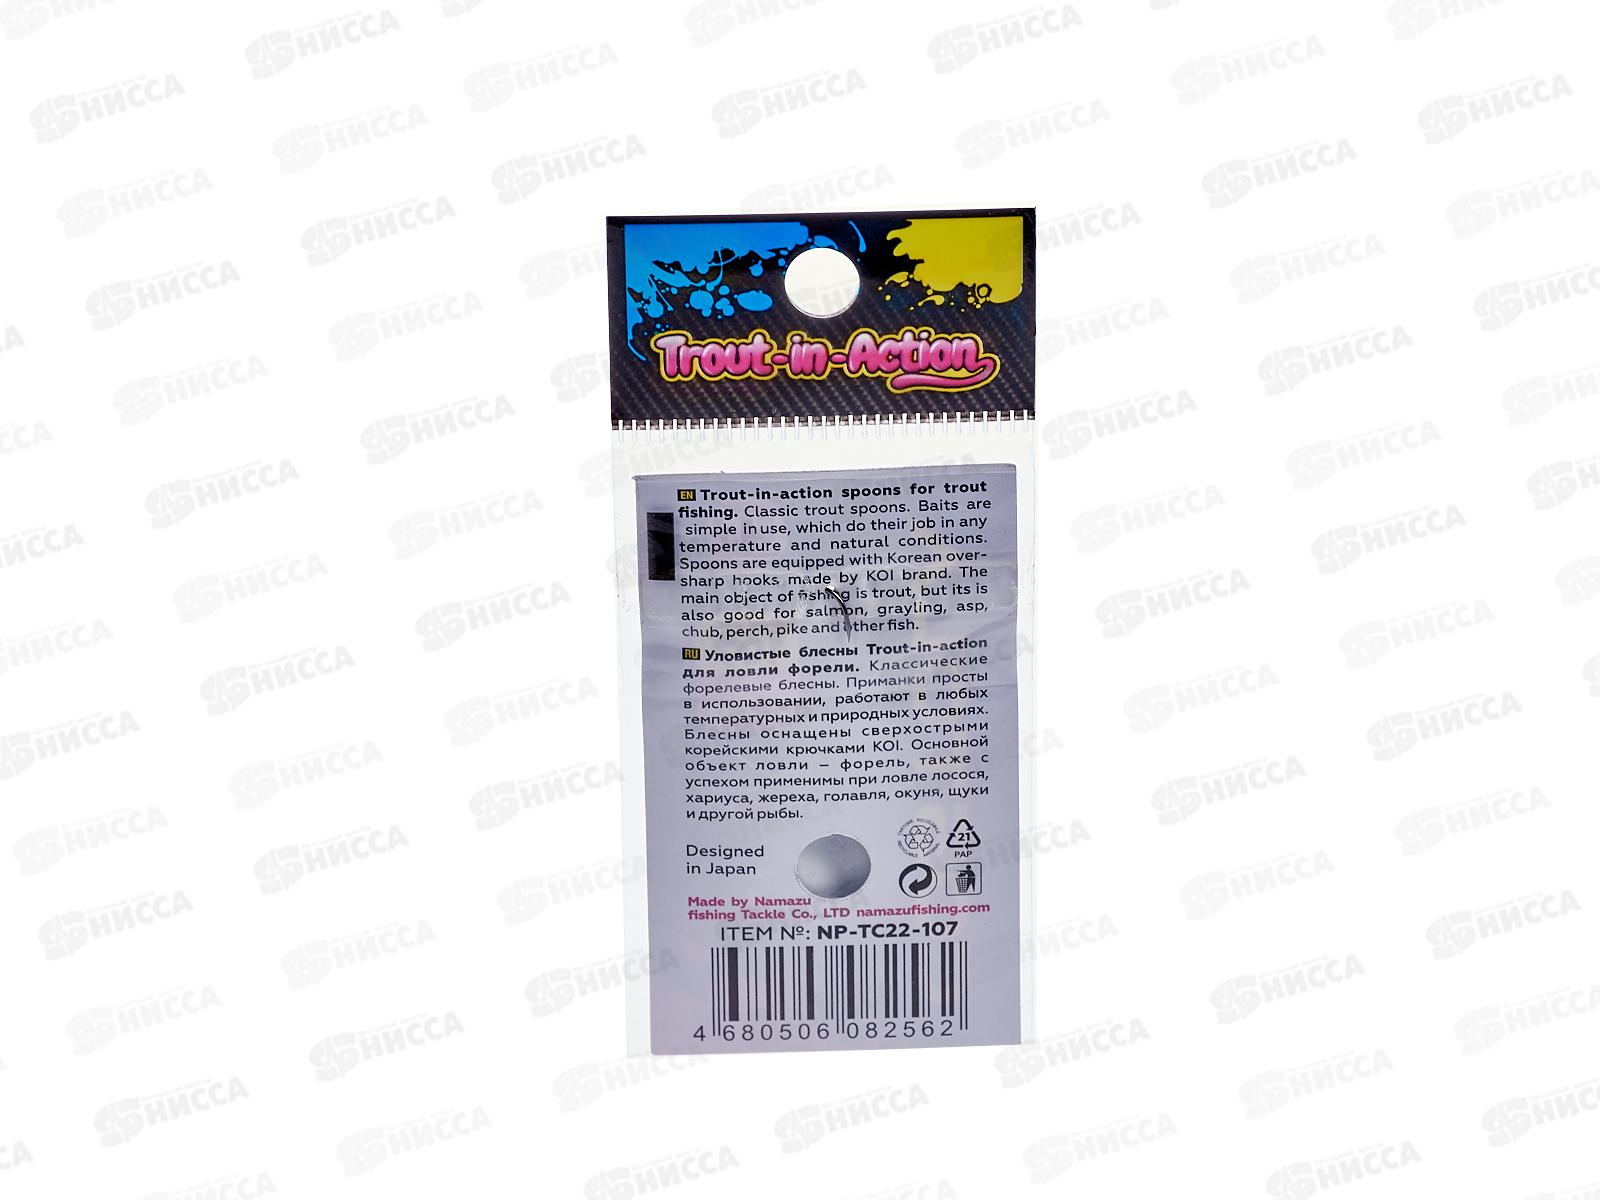 Trout-in-Action
EN Trout-in-action spoons for trout
fishing. Classic trout spoons. Baits are
simple in use, which do their job in any
temperature and natural conditions.
Spoons are equipped with Korean over-
sharp hooks made by KOI brand. The
main object of fishing is trout, but its is
also good for salmon, grayling, asp,
chub, perch, pike and other fish.
RU Уловистые блесны Trout-in-action
для ловли форели. Классические
форелевые блесны. Приманки просты
в использовании, работают в любых
температурных и природных условиях.
Блесны оснащены сверхострыми
корейскими крючками KOI. Основной
объект ловли – форель, также с
успехом применимы при ловле лосося,
хариуса, жереха, голавля, окуня, щуки
и другой рыбы.
21
PAP
Designed
in Japan
Made by Namazu
fishing Tackle Co., LTD namazufishing.com
ITEM №: NP-TC22-107
4 680506 082562
НИССА